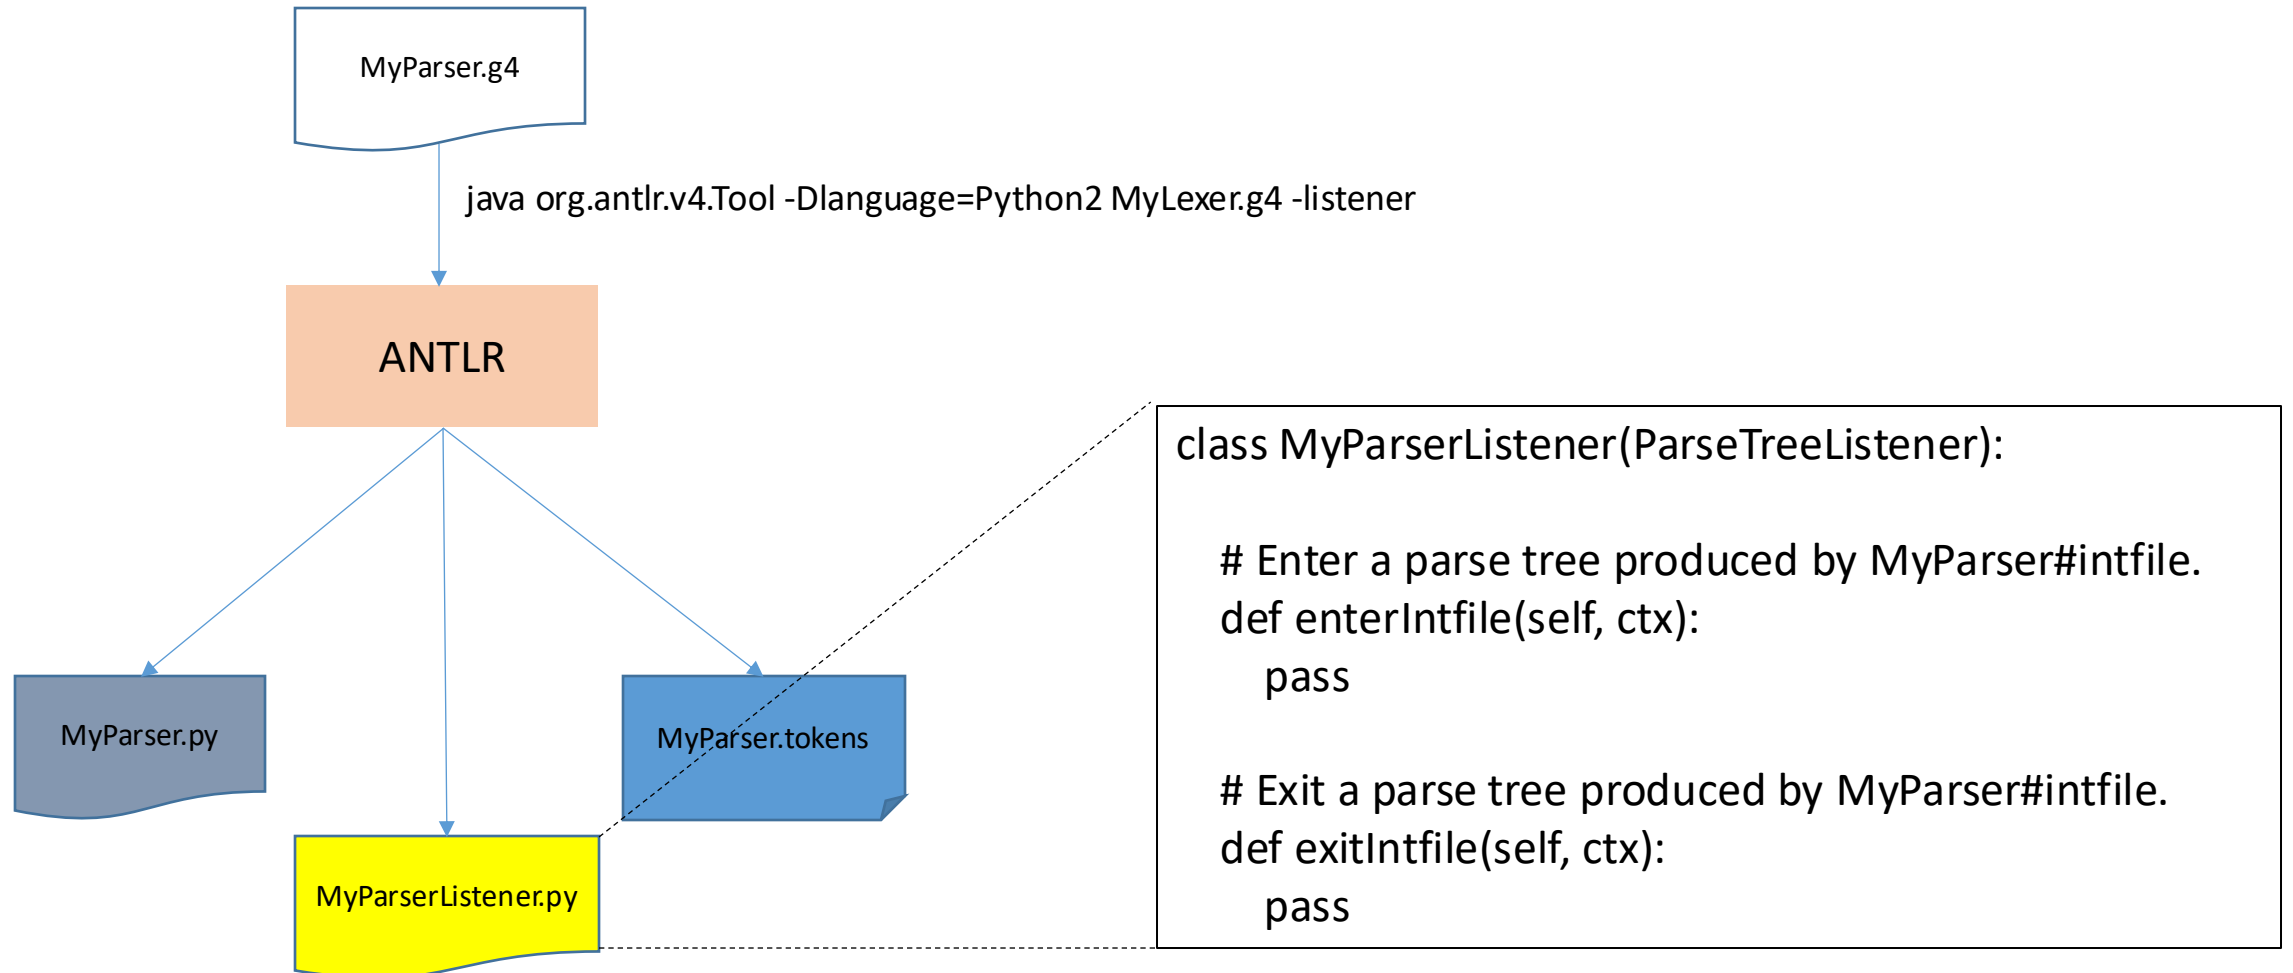 MyParser.g4
java org.antlr.v4.Tool -Dlanguage=Python2 MyLexer.g4 -listener
ANTLR
class MyParserListener(ParseTreeListener):
# Enter a parse tree produced by MyParser#intfile.
def enterIntfile(self, ctx):
pass
# Exit a parse tree produced by MyParser#intfile.
def exitIntfile(self, ctx):
pass
MyParser.py
MyParser.tokens
MyParserListener.py